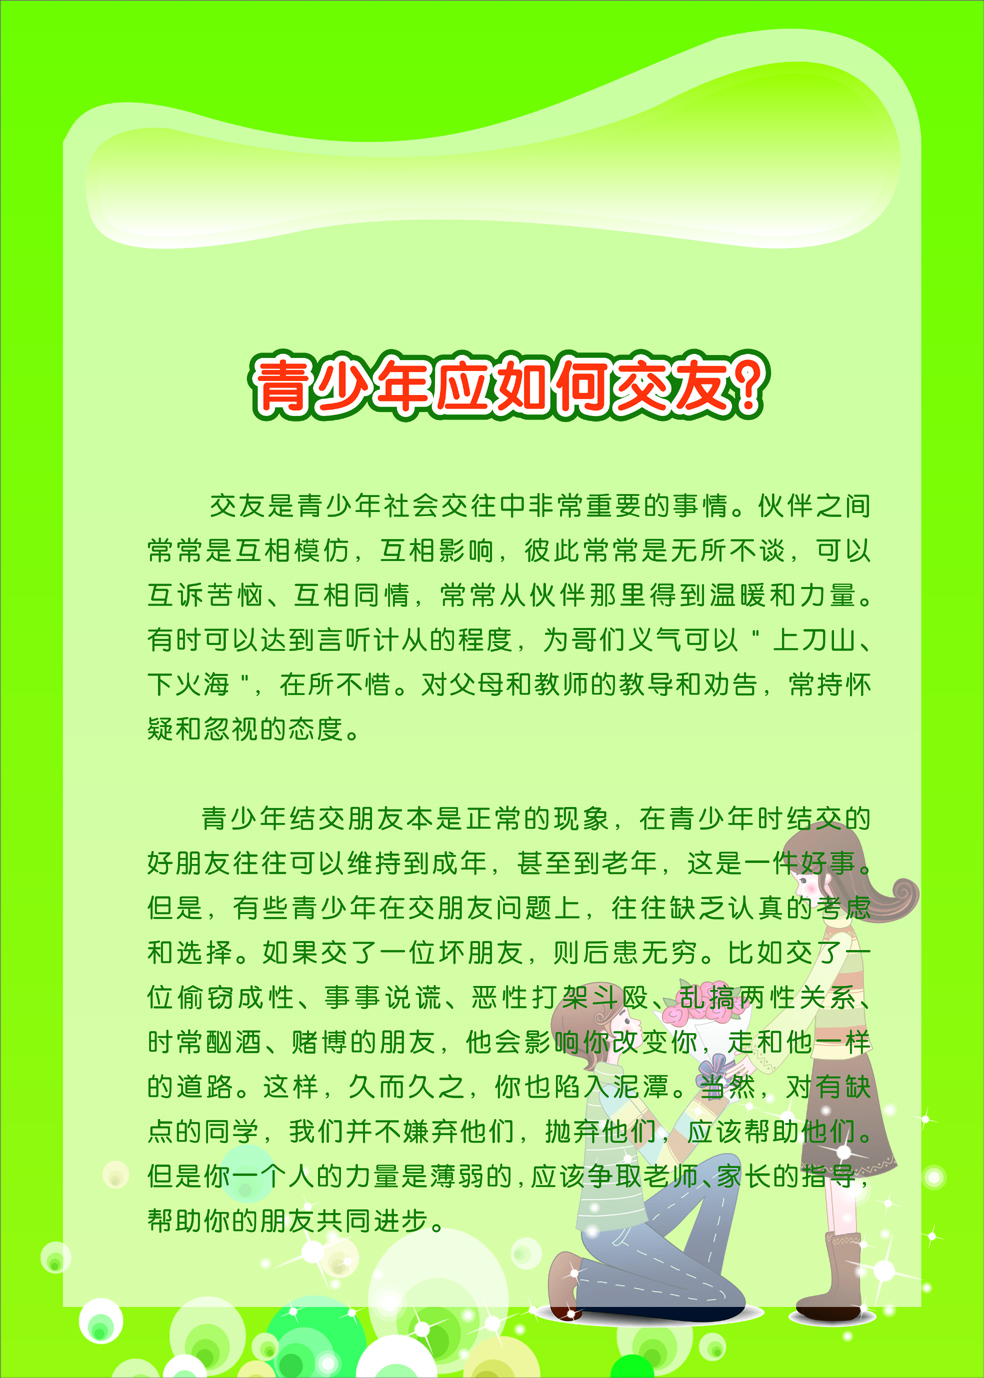 青少年应如何交友?
交友是青少年社会交往中非常重要的事情。伙伴之间
常常是互相模仿，互相影响，彼此常常是无所不谈，可以
互诉苦恼、互相同情，常常从伙伴那里得到温暖和力量。
有时可以达到言听计从的程度，为哥们义气可以 " 上刀山、
下火海 "，在所不惜。对父母和教师的教导和劝告，常持怀
疑和忽视的态度。
青少年结交朋友本是正常的现象，在青少年时结交的
好朋友往往可以维持到成年，甚至到老年，这是一件好事。
但是，有些青少年在交朋友问题上，往往缺乏认真的考虑
和选择。如果交了一位坏朋友，则后患无穷。比如交了一
位偷窃成性、事事说谎、恶性打架斗殴、乱搞两性关系、
时常酗酒、赌博的朋友，他会影响你改变你，走和他一样
的道路。这样，久而久之，你也陷入泥潭。当然，对有缺
点的同学，我们并不嫌弃他们，抛弃他们，应该帮助他们。
但是你一个人的力量是薄弱的，应该争取老师、家长的指导，
帮助你的朋友共同进步。